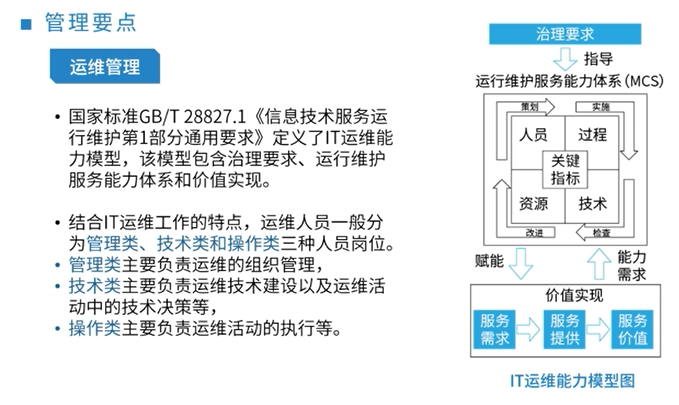 管理要点
运维管理
• 国家标准GB/T 28827.1《信息技术服务运
行维护第1部分通用要求》定义了IT运维能
力模型，该模型包含治理要求、运行维护
服务能力体系和价值实现。
• 结合IT运维工作的特点，运维人员一般分
为管理类、技术类和操作类三种人员岗位。
• 管理类主要负责运维的组织管理，
• 技术类主要负责运维技术建设以及运维活
动中的技术决策等，
• 操作类主要负责运维活动的执行等。
治理要求
指导
运行维护服务能力体系（MCS）
策划
实施
人员
过程
关键
指标
资源
技术
改进
检查
赋能
能力
需求
价值实现
服务
需求
服务
提供
服务
价值
IT运维能力模型图